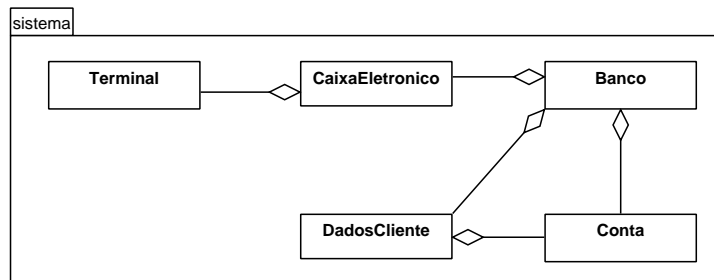 sistema
Terminal
CaixaEletronico
Banco
DadosCliente
Conta